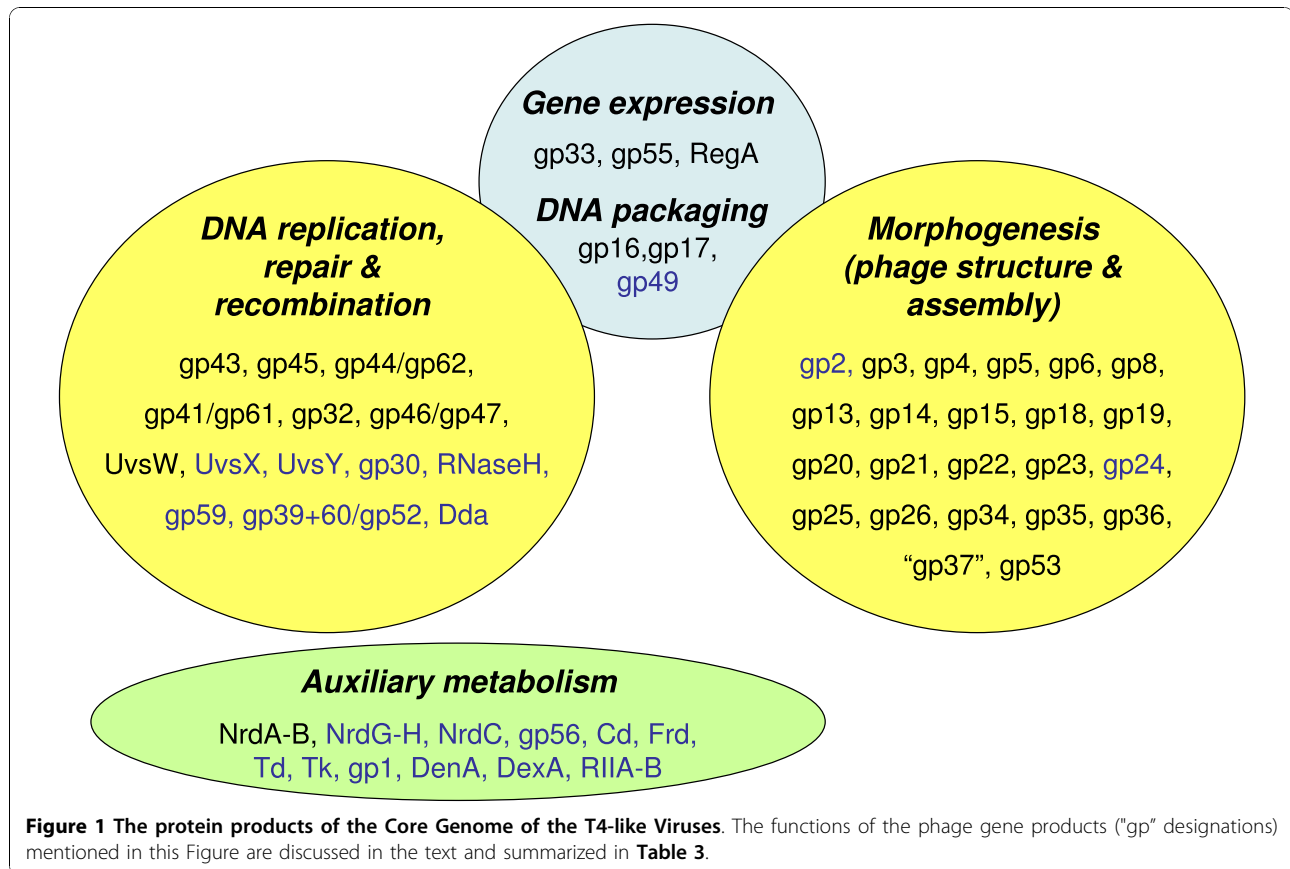 Gene expression
gp33, gp55, RegA
DNA packaging
gp16,gp17,
gp49
DNA replication,
repair &
recombination
gp43, gp45, gp44/gp62,
gp41/gp61, gp32, gp46/gp47,
UvsW, UvsX, UvsY, gp30, RNaseH,
gp59, gp39+60/gp52, Dda
Morphogenesis
(phage structure &
assembly)
gp2, gp3, gp4, gp5, gp6, gp8,
gp13, gp14, gp15, gp18, gp19,
gp20, gp21, gp22, gp23, gp24,
gp25, gp26, gp34, gp35, gp36,
“gp37”, gp53
Auxiliary metabolism
NrdA-B, NrdG-H, NrdC, gp56, Cd, Frd,
Td, Tk, gp1, DenA, DexA, RIIA-B
Figure 1 The protein products of the Core Genome of the T4-like Viruses. The functions of the phage gene products ("gp” designations)
mentioned in this Figure are discussed in the text and summarized in Table 3.